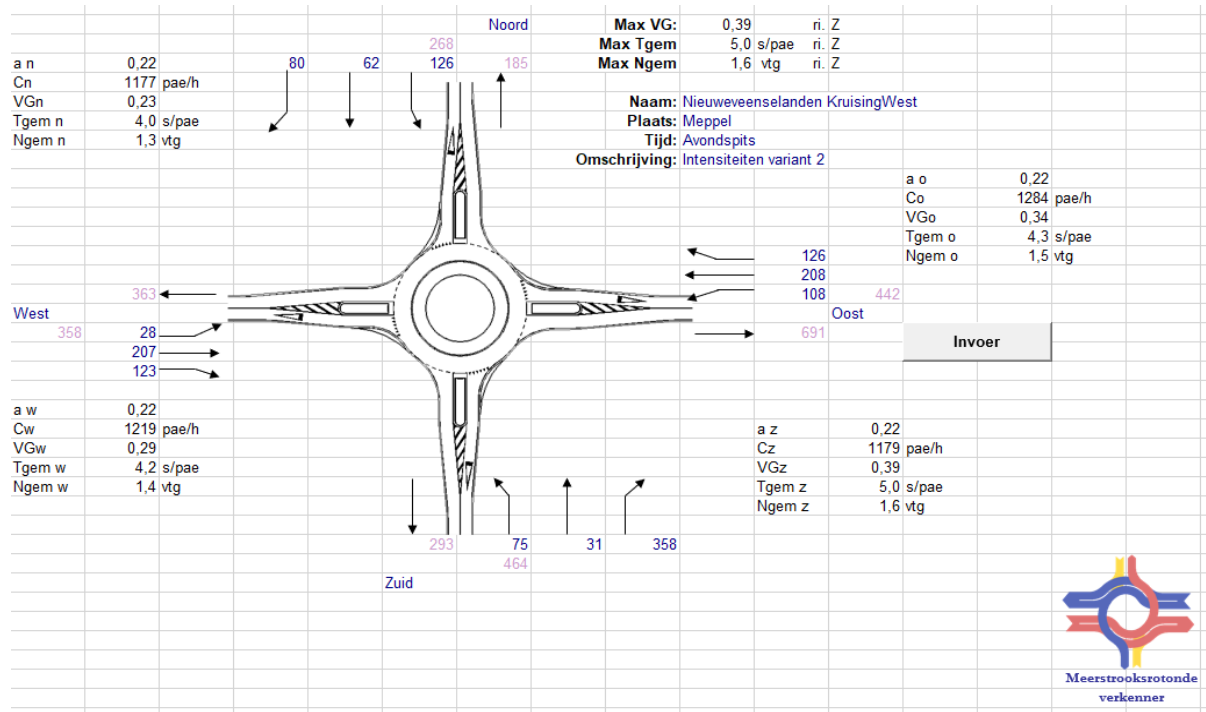 Noord Max VG: 0,39 ri. Z
268 Max Tgem 5,0 s/pae ri. Z
a n 0,22 80 62 126 185 Max Ngem 1,6 vtg ri. Z
Cn 1177 pae/h
VGn 0,23 Naam: Nieuweveenselanden KruisingWest
Tgem n 4,0 s/pae Plaats: Meppel
Ngem n 1,3 vtg Tijd: Avondspits
Omschrijving: Intensiteiten variant 2
a o 0,22
Co 1284 pae/h
VGo 0,34
Tgem o 4,3 s/pae
126 Ngem o 1,5 vtg
208
363 108 442
West Oost
358 28 691
207 Invoer
123
a w 0,22
Cw 1219 pae/h a z 0,22
VGw 0,29 Cz 1179 pae/h
Tgem w 4,2 s/pae VGz 0,39
Ngem w 1,4 vtg Tgem z 5,0 s/pae
Ngem z 1,6 vtg
293 75 31 358
464
Zuid
Meerstrooksrotonde
verkenner